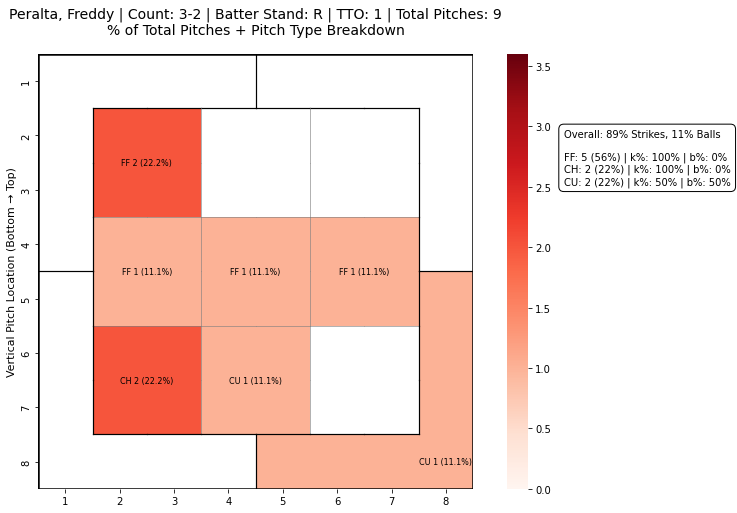 Peralta, Freddy | Count: 3-2 | Batter Stand: R | TTO: 1 | Total Pitches: 9
% of Total Pitches + Pitch Type Breakdown
Vertical Pitch Location (Bottom → Top)
1
2
3
4
5
6
7
8
FF 2 (22.2%)
FF 1 (11.1%)
FF 1 (11.1%)
FF 1 (11.1%)
CH 2 (22.2%)
CU 1 (11.1%)
CU 1 (11.1%)
1
2
3
4
5
6
7
8
3.5
3.0
2.5
2.0
1.5
1.0
0.5
0.0
Overall: 89% Strikes, 11% Balls
FF: 5 (56%) | k%: 100% | b%: 0%
CH: 2 (22%) | k%: 100% | b%: 0%
CU: 2 (22%) | k%: 50% | b%: 50%